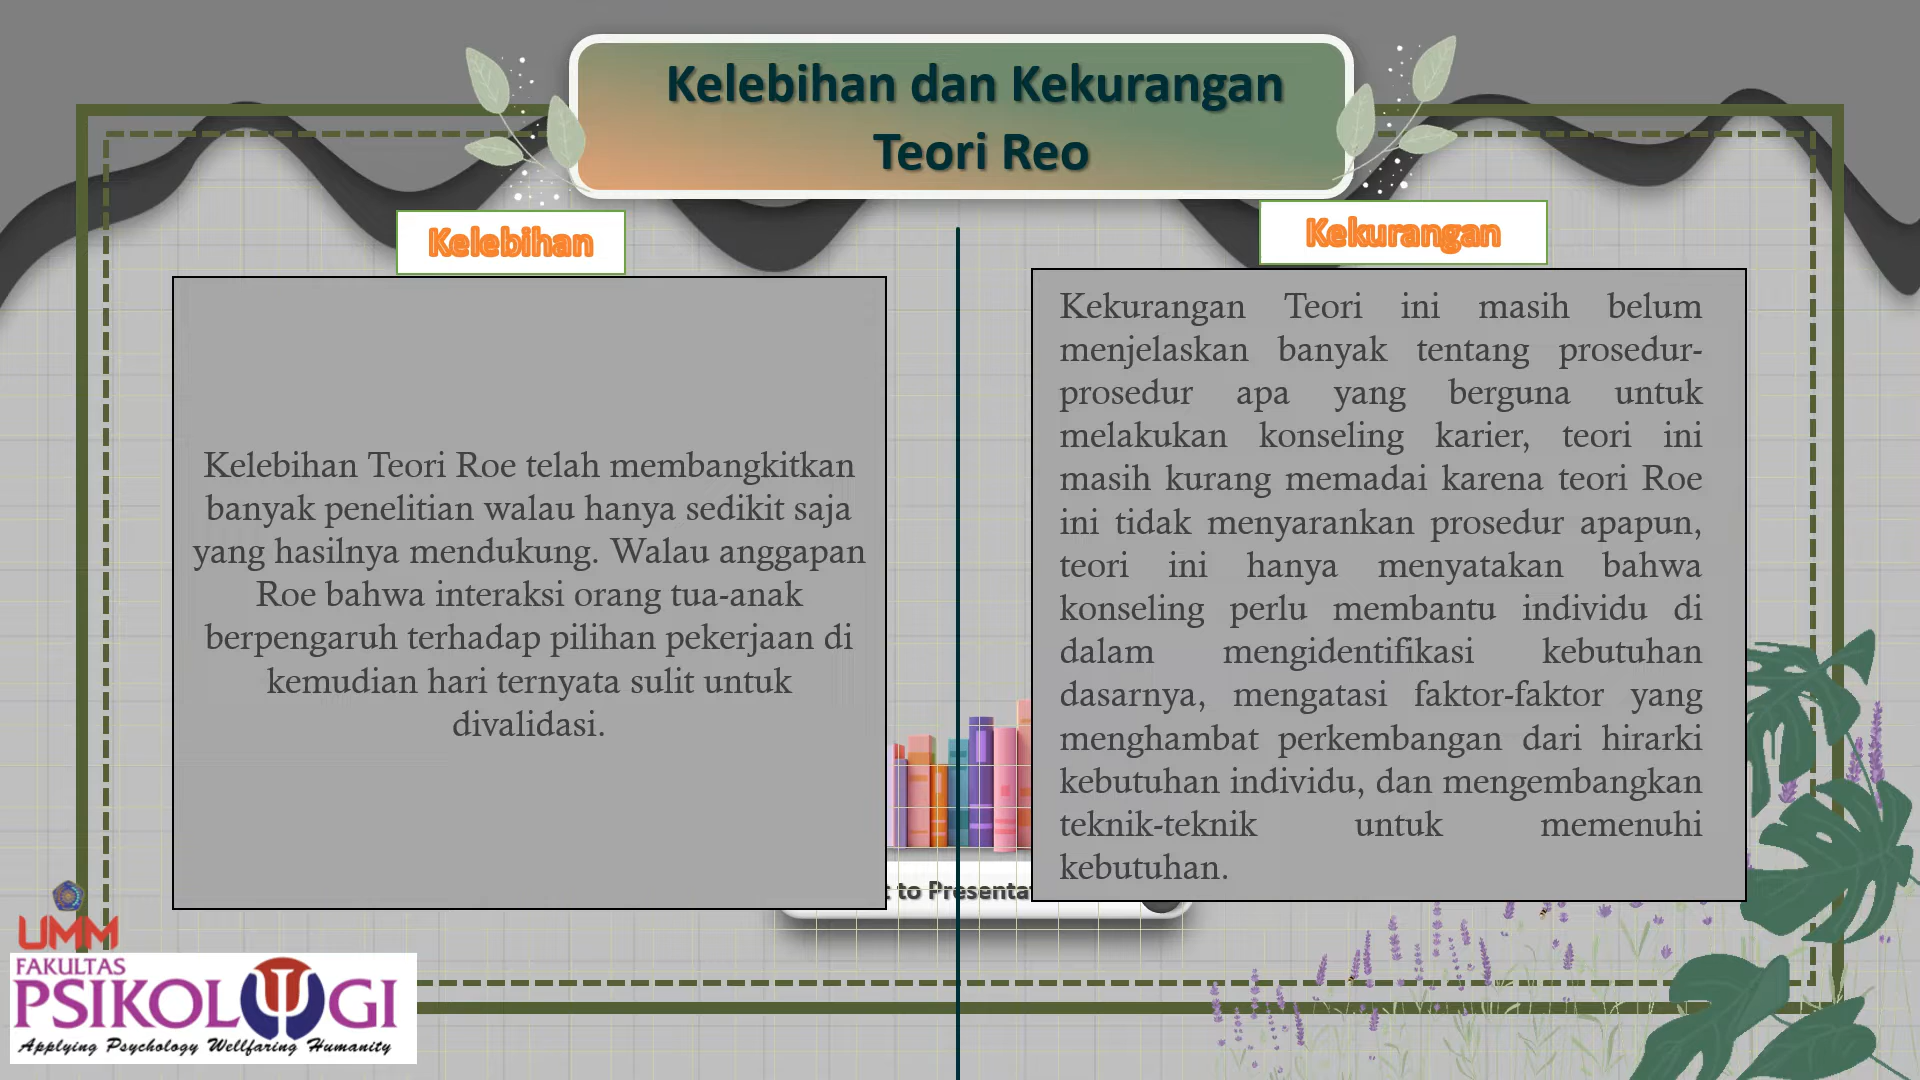 Kelebihan dan Kekurangan
Teori Reo
Kelebihan
Kelebihan Teori Roe telah membangkitkan
banyak penelitian walau hanya sedikit saja
yang hasilnya mendukung. Walau anggapan
Roe bahwa interaksi orang tua-anak
berpengaruh terhadap pilihan pekerjaan di
kemudian hari ternyata sulit untuk
divalidasi.
Kekurangan
Kekurangan Teori ini masih belum
menjelaskan banyak tentang prosedur-
prosedur apa yang berguna untuk
melakukan konseling karier, teori ini
masih kurang memadai karena teori Roe
ini tidak menyarankan prosedur apapun,
teori ini hanya menyatakan bahwa
konseling perlu membantu individu di
dalam mengidentifikasi kebutuhan
dasarnya, mengatasi faktor-faktor yang
menghambat perkembangan dari hirarki
kebutuhan individu, dan mengembangkan
teknik-teknik untuk memenuhi
kebutuhan.
to
UMM
FAKULTAS
PSIKOLOGI
Applying Psychology Wellfaring Humanity